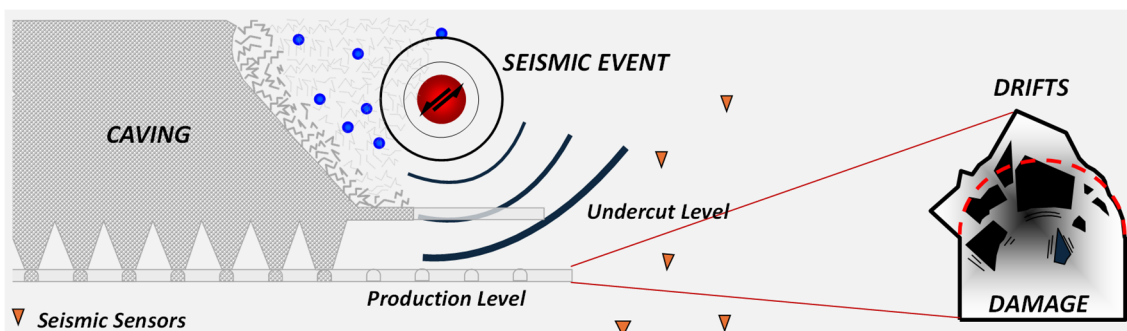 SEISMIC EVENT
CAVING
DRIFTS
Undercut Level
Production Level
DAMAGE
Seismic Sensors